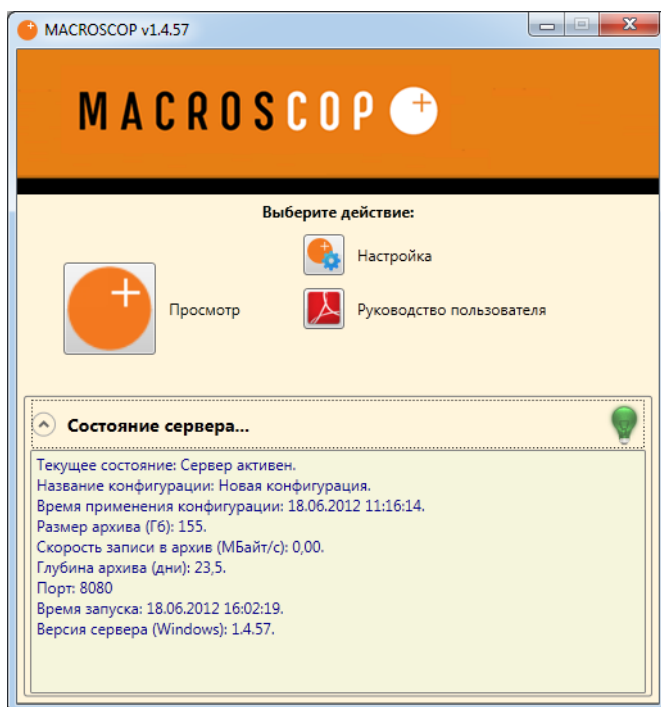 MACROSCOP v1.4.57
MACROSCOP
Выберите действие:
Настройка
Просмотр
Руководство пользователя
Состояние сервера...
Текущее состояние: Сервер активен.
Название конфигурации: Новая конфигурация.
Время применения конфигурации: 18.06.2012 11:16:14.
Размер архива (Гб): 155.
Скорость записи в архив (МБайт/с): 0,00.
Глубина архива (дни): 23,5.
Порт: 8080
Время запуска: 18.06.2012 16:02:19.
Версия сервера (Windows): 1.4.57.